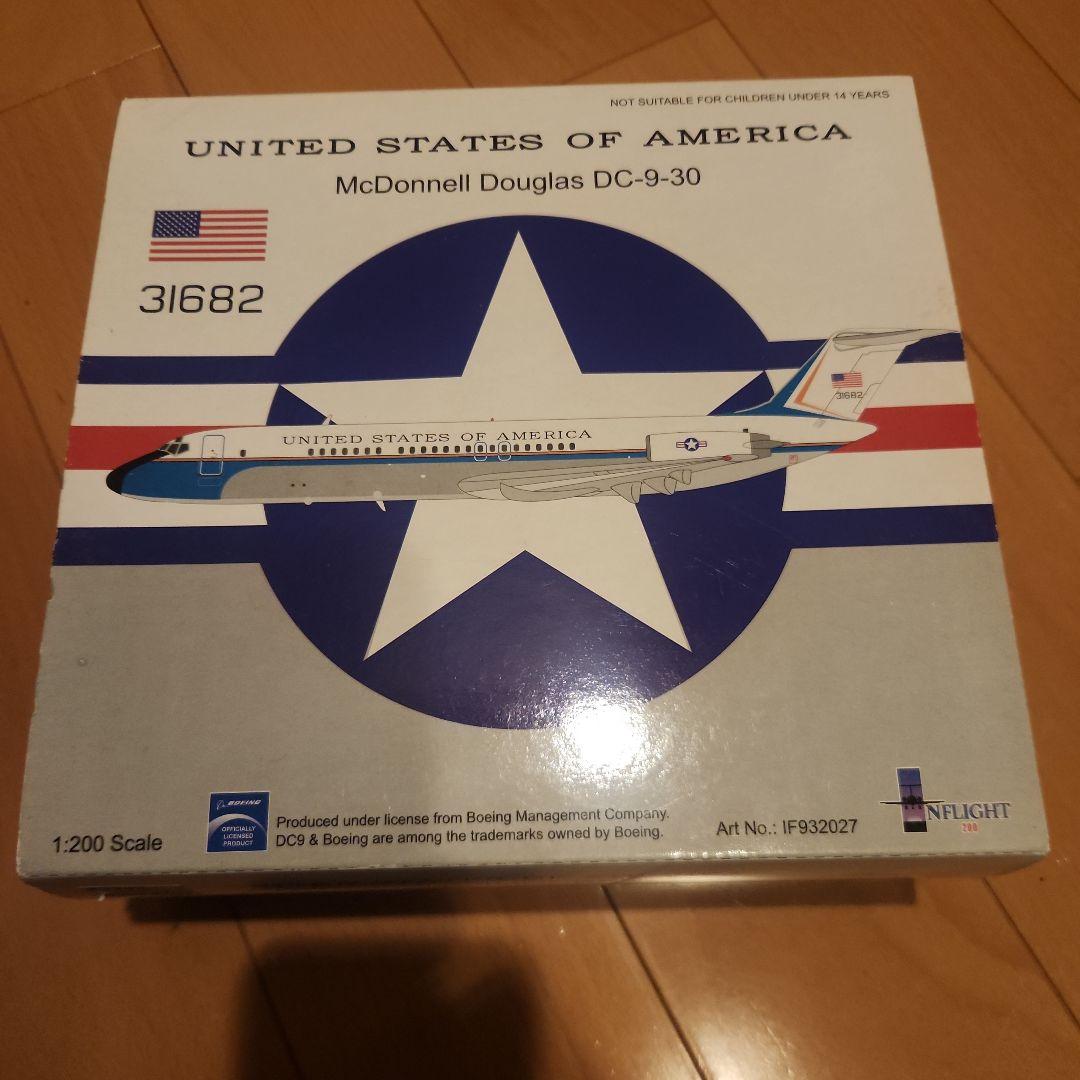 NOT SUITABLE FOR CHILDREN UNDER 14 YEARS
UNITED STATES OF AMERICA
McDonnell Douglas DC-9-30
31682
31682
UNITED STATES OF AMERICA
BOEING
OFFICIALLY
LICENSED
PRODUCT
Produced under license from Boeing Management Company.
DC9 & Boeing are among the trademarks owned by Boeing.
1:200 Scale
Art No.: IF932027
INFLIGHT
200